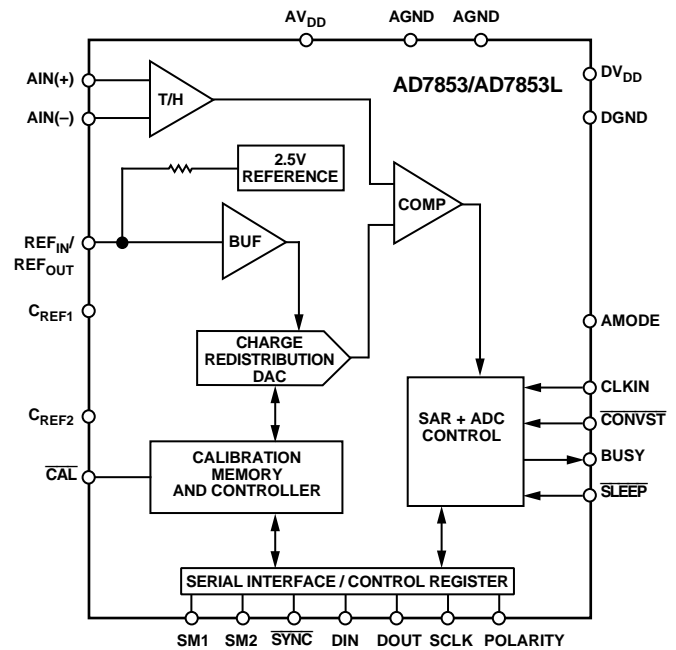 AVDD
AGND
AGND
AIN(+)
AIN(–)
T/H
AD7853/AD7853L
DVDD
DGND
2.5V
REFERENCE
COMP
REFIN/
REFOUT
BUF
CREF1
AMODE
CHARGE
REDISTRIBUTION
DAC
CLKIN
SAR + ADC
CONTROL
CONVST
CREF2
BUSY
CALIBRATION
MEMORY
AND CONTROLLER
CAL
SLEEP
SERIAL INTERFACE / CONTROL REGISTER
SM1
SM2
SYNC
DIN
DOUT
SCLK
POLARITY